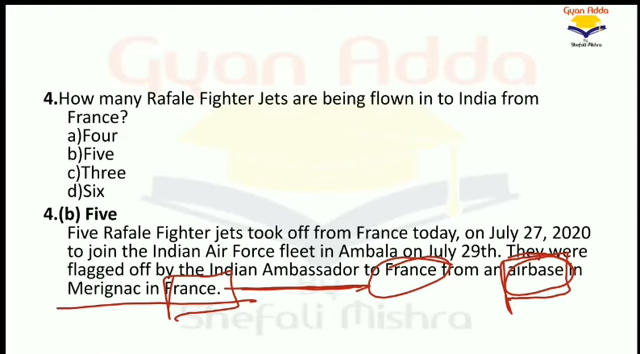 Gyan Adda
By
Shefali Mishra
Gyan Adda
4.How many Rafale Fighter Jets are being flown in to India from
France?
a)Four
b)Five
c)Three
d)Six
4.(b) Five
Five Rafale Fighter jets took off from France today, on July 27, 2020
to join the Indian Air Force fleet in Ambala on July 29th. They were
flagged off by the Indian Ambassador to France from an airbase in
Merignac in France.
Shefali Mishra